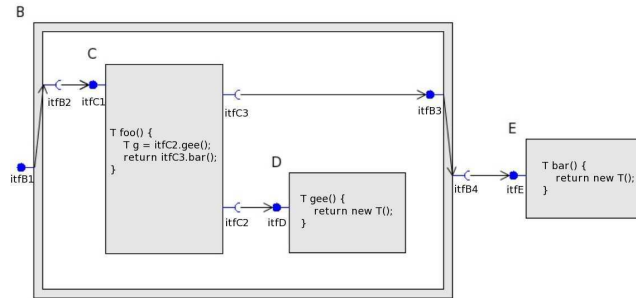 B
C
itfB2
itfC1
itfC3
itfB3
T foo() {
T g = itfC2.gee();
return itfC3.bar();
}
itfB1
E
T bar() {
return new T();
}
itfB4
itfE
D
T gee() {
return new T();
}
itfC2
itfD